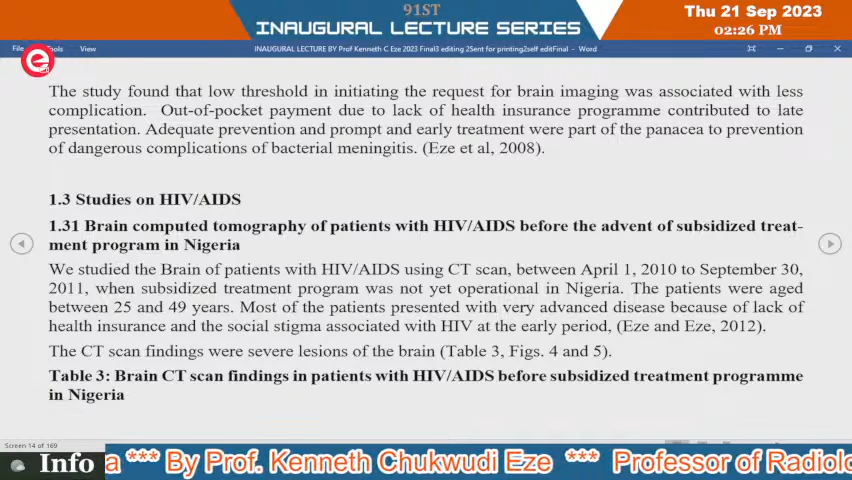 91ST
INAUGURAL LECTURE SERIES
Thu 21 Sep 2023
02:26 PM
File Tools View INAUGURAL LECTURE BY Prof Kenneth C Eze 2023 Final3 editing 2Sent for printing2self editFinal - Word
The study found that low threshold in initiating the request for brain imaging was associated with less
complication. Out-of-pocket payment due to lack of health insurance programme contributed to late
presentation. Adequate prevention and prompt and early treatment were part of the panacea to prevention
of dangerous complications of bacterial meningitis. (Eze et al, 2008).
1.3 Studies on HIV/AIDS
1.31 Brain computed tomography of patients with HIV/AIDS before the advent of subsidized treat-
ment program in Nigeria
We studied the Brain of patients with HIV/AIDS using CT scan, between April 1, 2010 to September 30,
2011, when subsidized treatment program was not yet operational in Nigeria. The patients were aged
between 25 and 49 years. Most of the patients presented with very advanced disease because of lack of
health insurance and the social stigma associated with HIV at the early period, (Eze and Eze, 2012).
The CT scan findings were severe lesions of the brain (Table 3, Figs. 4 and 5).
Table 3: Brain CT scan findings in patients with HIV/AIDS before subsidized treatment programme
in Nigeria
Screen 14 of 169
Info
a *** By Prof. Kenneth Chukwudi Eze *** Professor of Radiolo